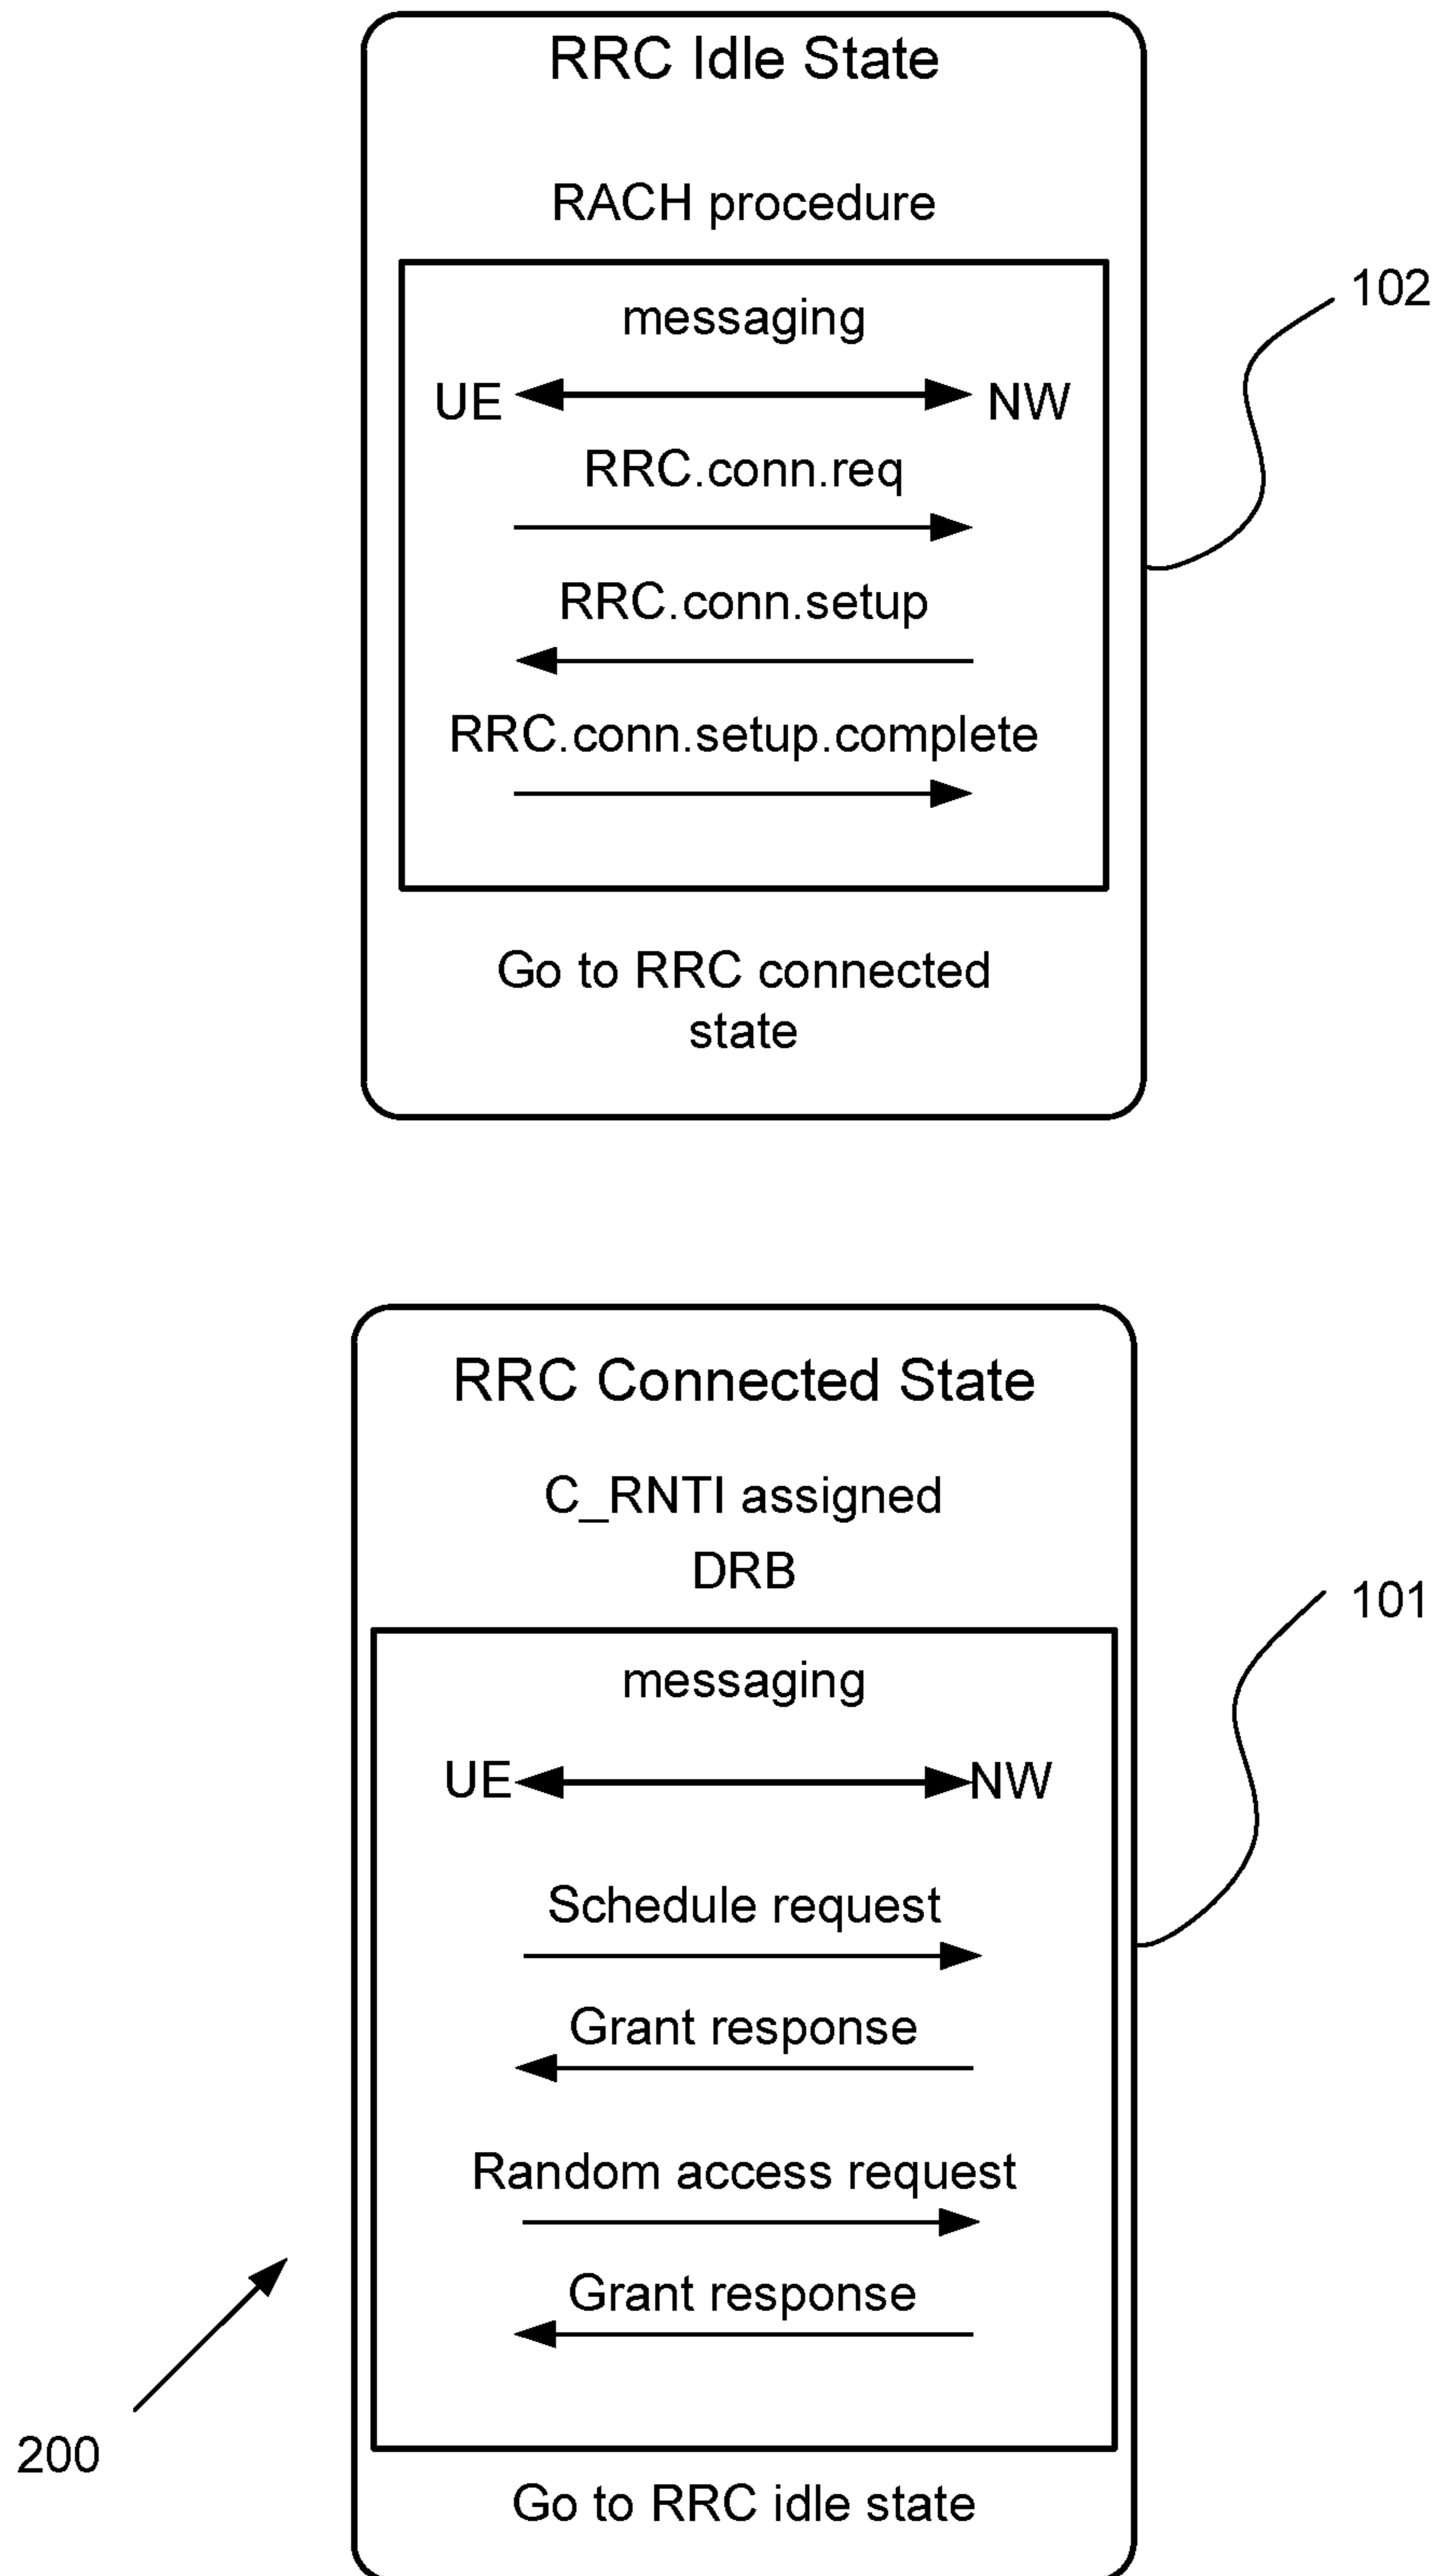 RRC Idle State
RACH procedure
102
messaging
UE NW
RRC.conn.req
RRC.conn.setup
RRC.conn.setup.complete
Go to RRC connected
state
RRC Connected State
C_RNTI assigned
DRB
101
messaging
UE NW
Schedule request
Grant response
Random access request
Grant response
200
Go to RRC idle state